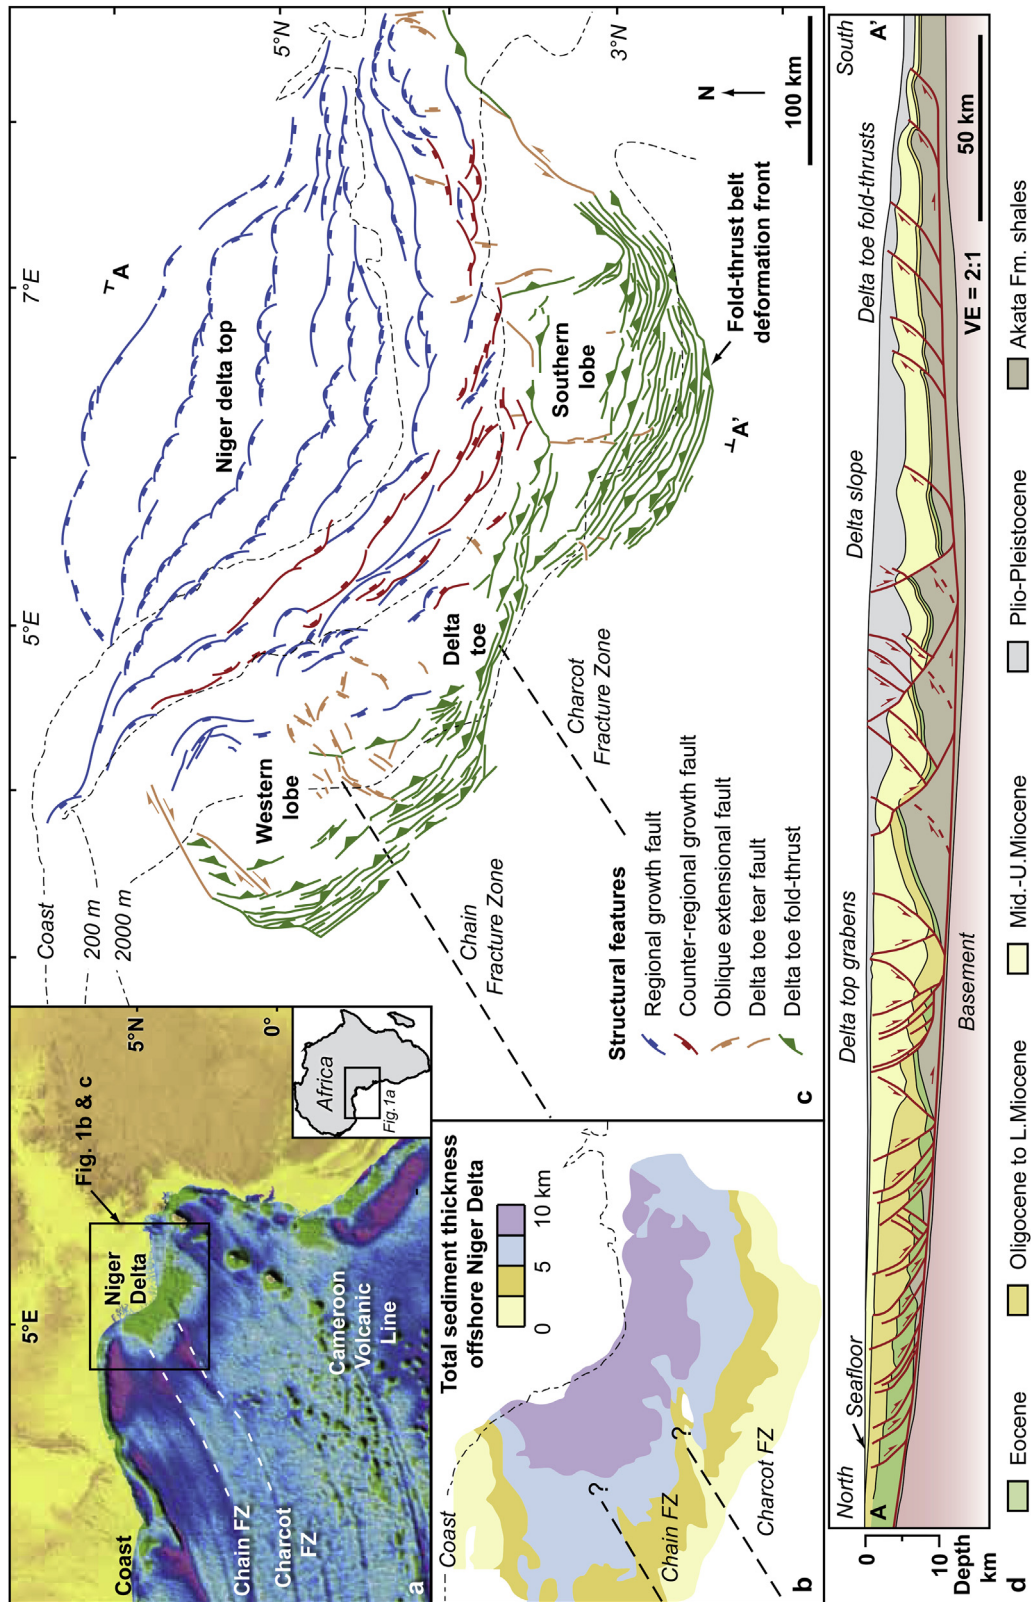 5°E
Fig. 1b & c
Niger
Delta
5°N
0°
Coast
Chain FZ
Charcot
FZ
Cameroon
Volcanic
Line
Africa
Fig.1a
a
Total sediment thickness
offshore Niger Delta
0
5
10 km
Coast
?
?
Chain FZ
Charcot FZ
b
Coast
200 m
2000 m
5°E
7°E
5°N
3°N
A
Niger delta top
Western
lobe
Delta
toe
Southern
lobe
A'
Fold-thrust belt
deformation front
N
100 km
Chain
Fracture Zone
Charcot
Fracture Zone
Structural features
Regional growth fault
Counter-regional growth fault
Oblique extensional fault
Delta toe tear fault
Delta toe fold-thrust
c
North
Seafloor
Delta top grabens
Delta slope
Delta toe fold-thrusts
South
A
A'
0
10
Depth
km
Basement
VE = 2:1
50 km
d
Eocene
Oligocene to L.Miocene
Mid.-U.Miocene
Plio-Pleistocene
Akata Fm. shales